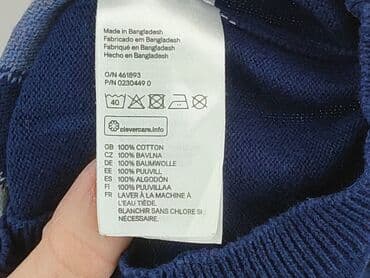 Made in Bangladesh
Fabricado em Bangladesh
Fabriqué en Bangladesh
Hecho en Bangladesh
O/N 461893
P/N 0230449 0
40
clevercare.info
GB 100% COTTON
CZ 100% BAVLNA
DE 100% BAUMWOLLE
EE 100% PUUVILL
ES 100% ALGODÓN
FI 100% PUUVILLAA
FR LAVER À LA MACHINE À
L'EAU TIÈDE.
BLANCHIR SANS CHLORE SI
NÉCESSAIRE.